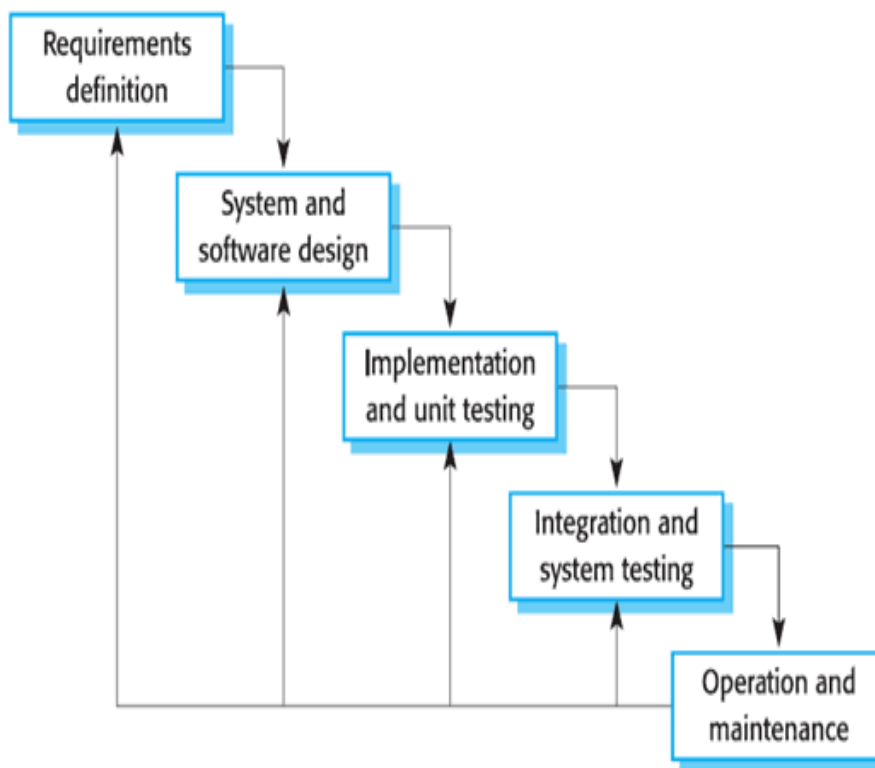 Requirements
definition
System and
software design
Implementation
and unit testing
Integration and
system testing
Operation and
maintenance